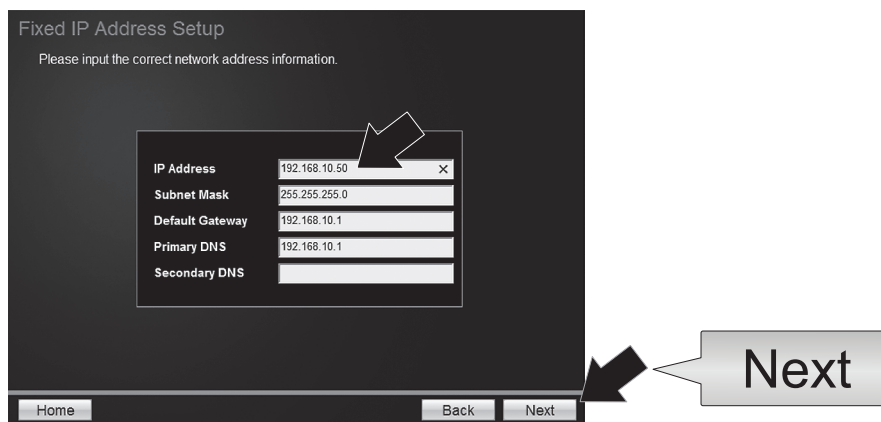 Fixed IP Address Setup
Please input the correct network address information.
IP Address 192.168.10.50 ×
Subnet Mask 255.255.255.0
Default Gateway 192.168.10.1
Primary DNS 192.168.10.1
Secondary DNS
Home Back Next
Next